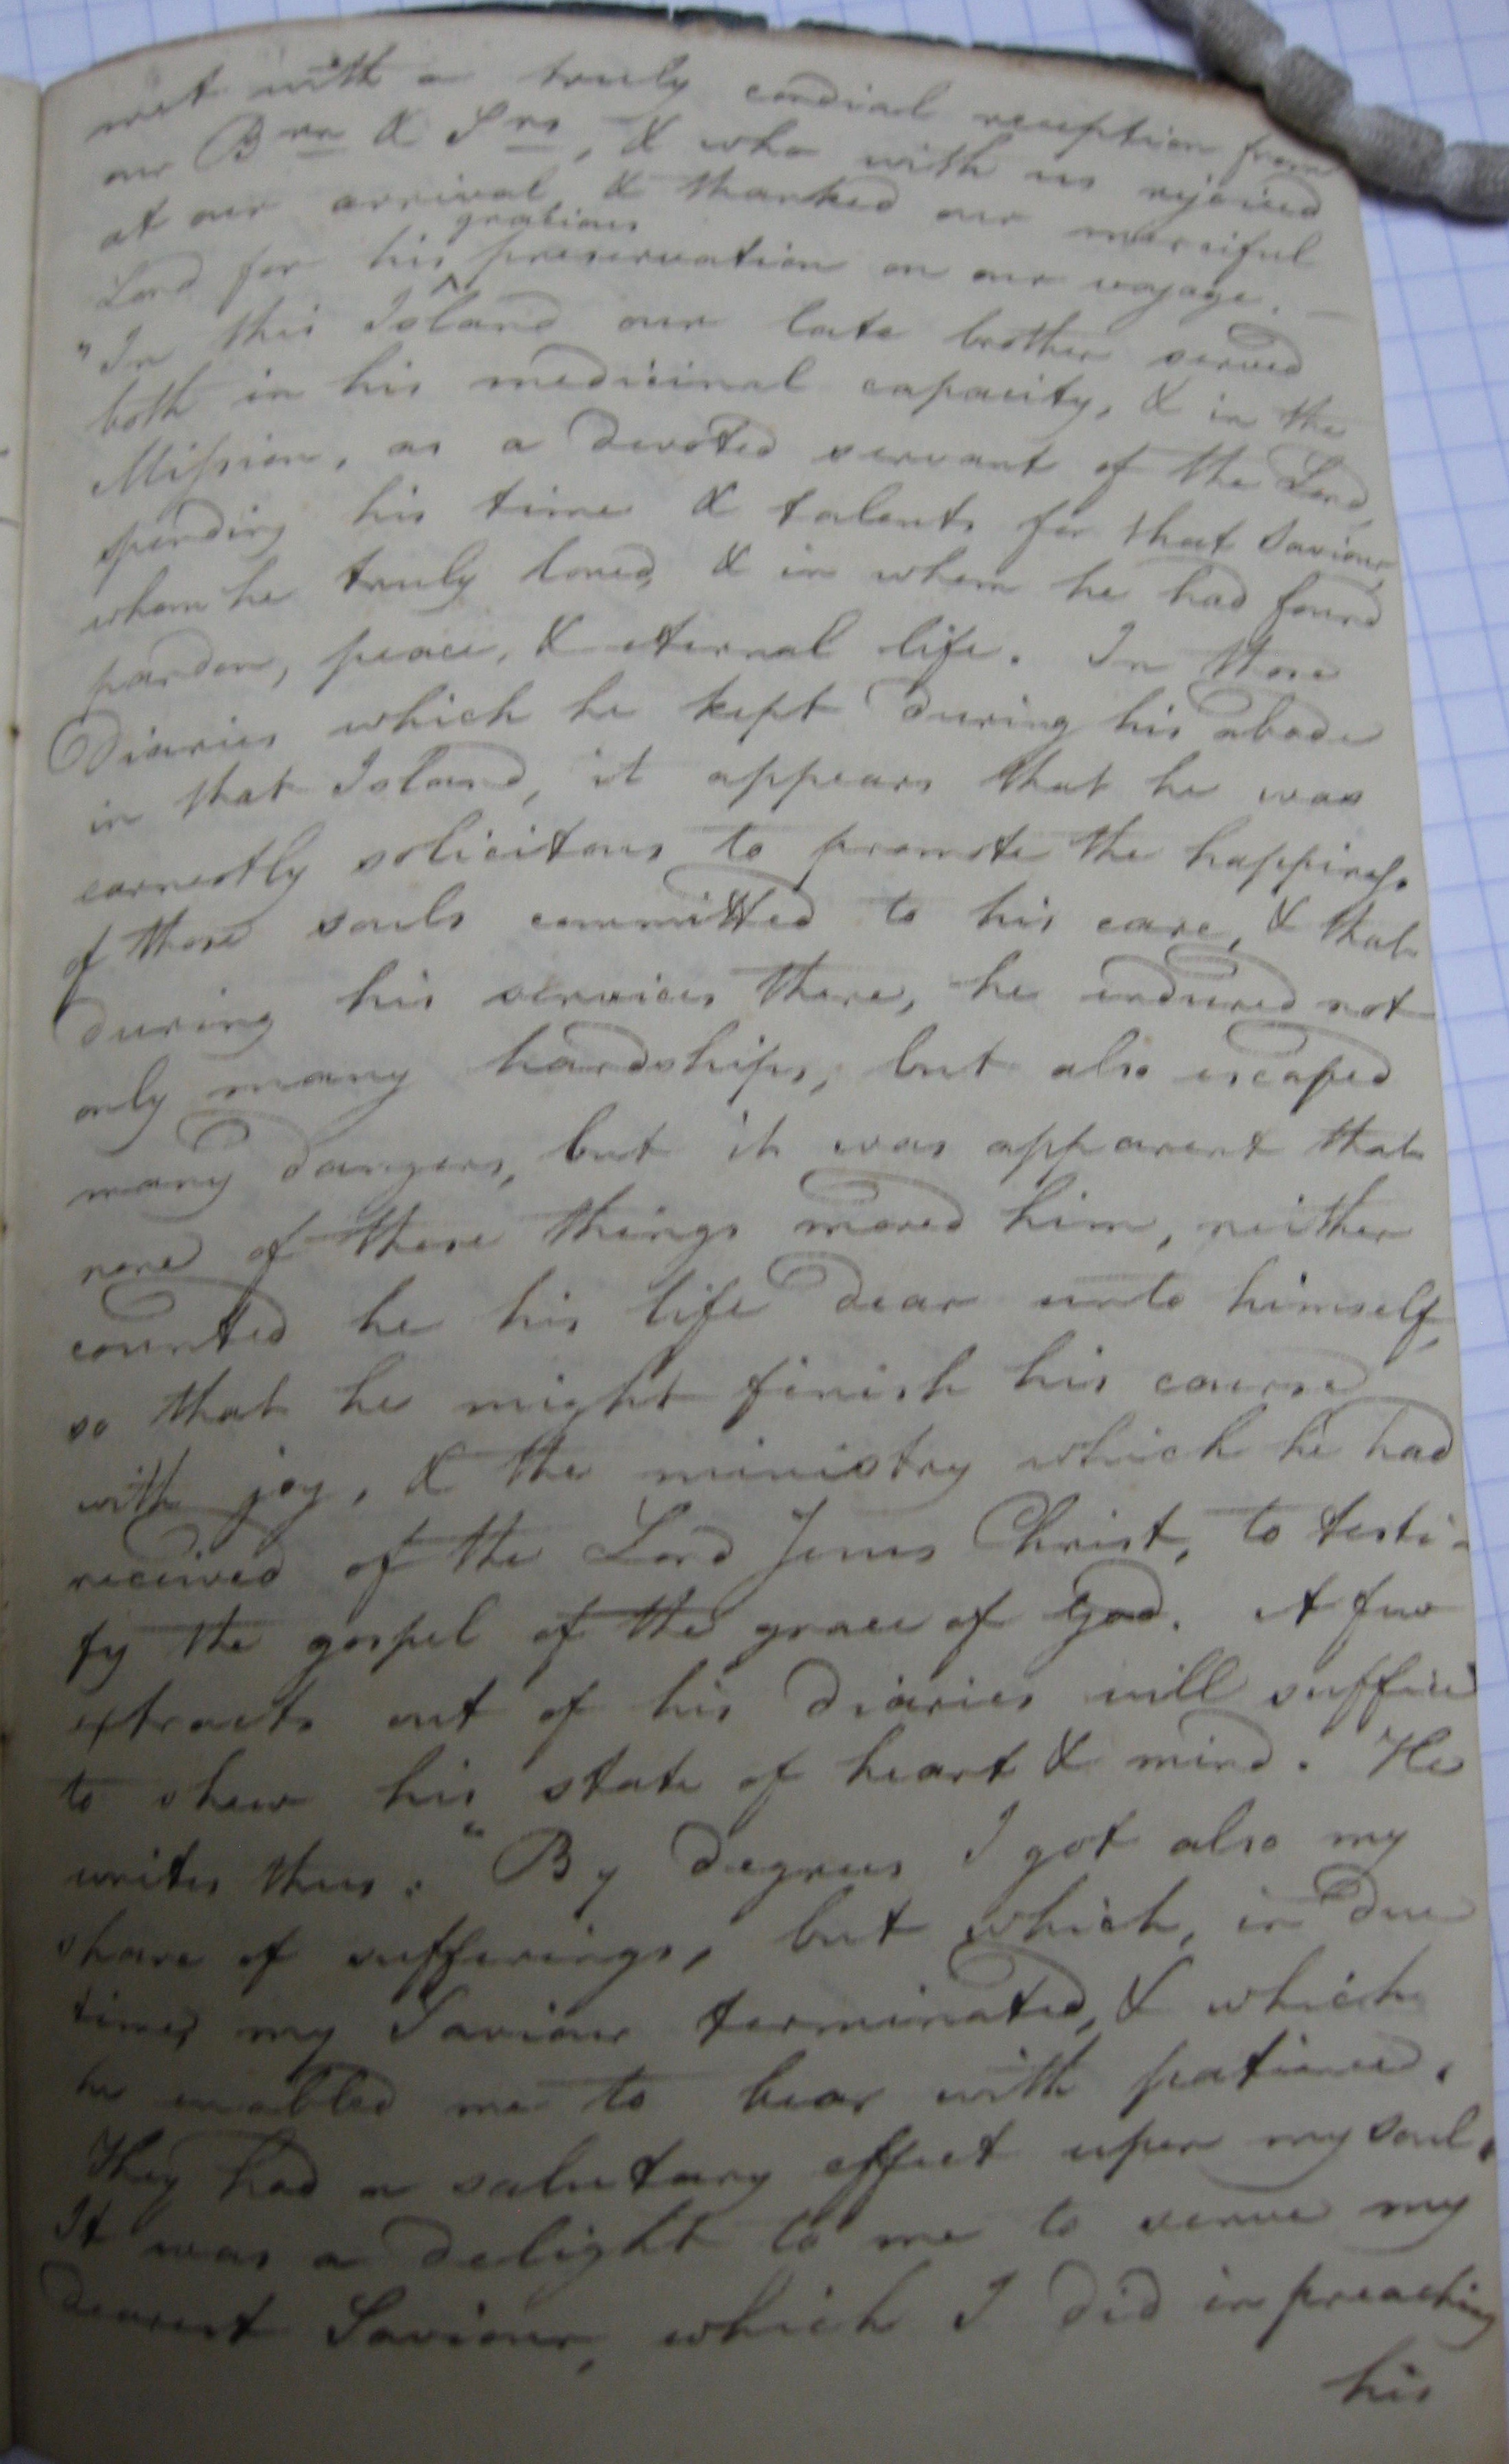 met with a truly cordial reception from
our Brn & Srs, & who with us rejoiced
at our arrival, & thanked our merciful
Lord for his gracious preservation on our voyage. —
"In this Island our late brother served
both in his medicinal capacity, & in the
Mission, as a devoted servant of the Lord,
spending his time & talents for that Saviour,
whom he truly loved, & in whom he had found
pardon, peace, & eternal life. In those
Diaries which he kept during his abode
in that Island, it appears that he was
earnestly solicitous to promote the happiness
of those souls committed to his care, & that
during his services there, he endured not
only many hardships, but also escaped
many dangers, but it was apparent that
none of these things moved him, neither
counted he his life dear unto himself,
so that he might finish his course
with joy, & the ministry which he had
received of the Lord Jesus Christ, to testi-
fy the gospel of the grace of God. A few
extracts out of his diaries will suffice
to shew his state of heart & mind. He
writes thus: "By degrees I got also my
share of sufferings, but which, in due
time, my Saviour terminated, & which
he enabled me to bear with patience.
They had a salutary effect upon my soul.
It was a delight to me to serve my
dearest Saviour, which I did in preaching
his